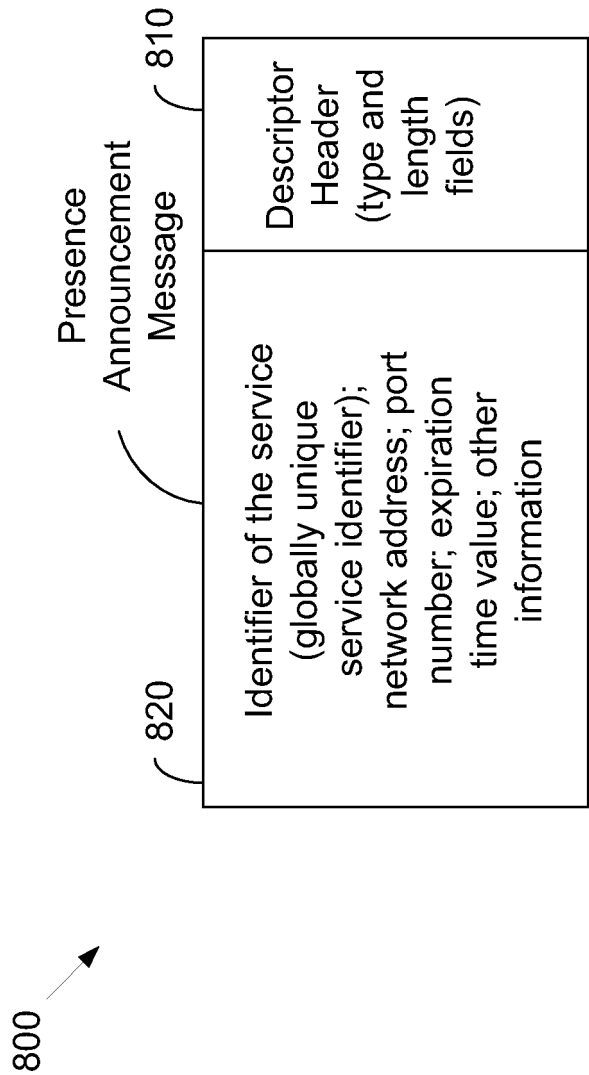 800
Presence
Announcement
Message
820
810
Identifier of the service
(globally unique
service identifier);
network address; port
number; expiration
time value; other
information
Descriptor
Header
(type and
length
fields)